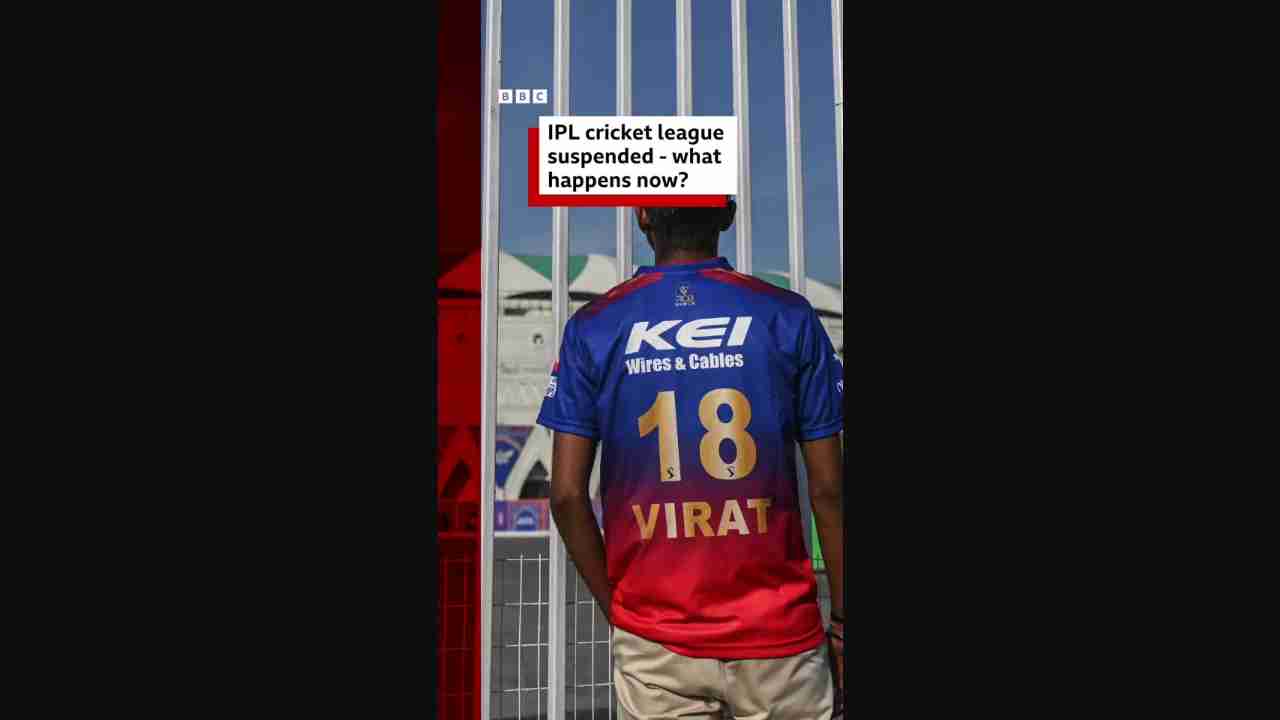 BBC
IPL cricket league
suspended - what
happens now?
KEI
Wires & Cables
18
VIRAT